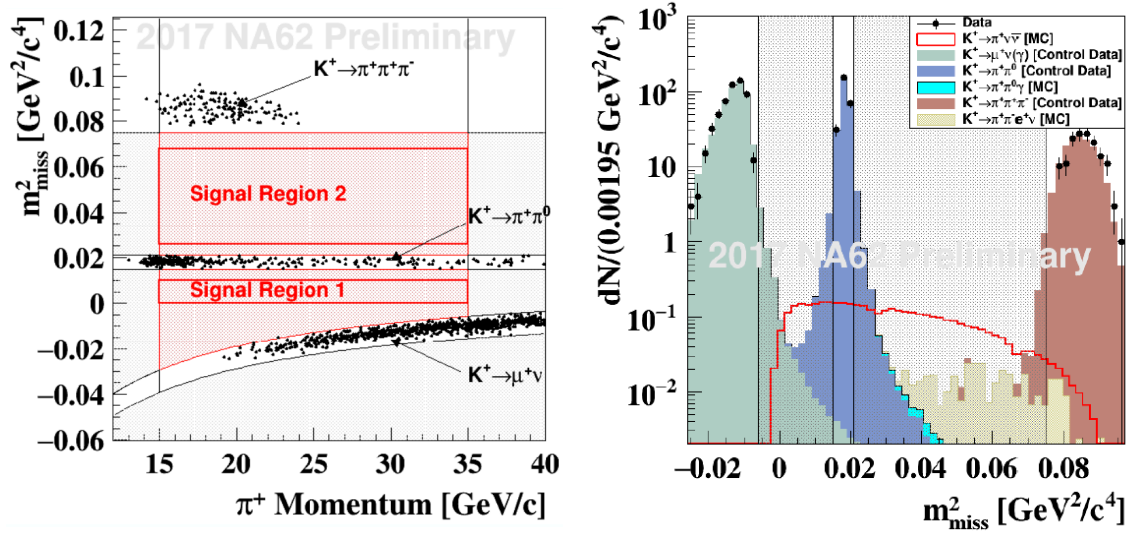 2017 NA62 Preliminary
m²miss [GeV²/c⁴]
0.12
0.1
0.08
0.06
0.04
0.02
0
−0.02
−0.04
−0.06
K⁺→π⁺π⁺π⁻
Signal Region 2
K⁺→π⁺π⁰
Signal Region 1
K⁺→μ⁺ν
15 20 25 30 35 40
π⁺ Momentum [GeV/c]
dN/(0.00195 GeV²/c⁴)
10³
10²
10
1
10⁻¹
10⁻²
Data
K⁺→π⁺νν̅ [MC]
K⁺→μ⁺ν(γ) [Control Data]
K⁺→π⁺π⁰ [Control Data]
K⁺→π⁺π⁰γ [MC]
K⁺→π⁺π⁺π⁻ [Control Data]
K⁺→π⁺π⁻e⁺ν [MC]
2017 NA62 Preliminary
−0.02 0 0.02 0.04 0.06 0.08
m²miss [GeV²/c⁴]